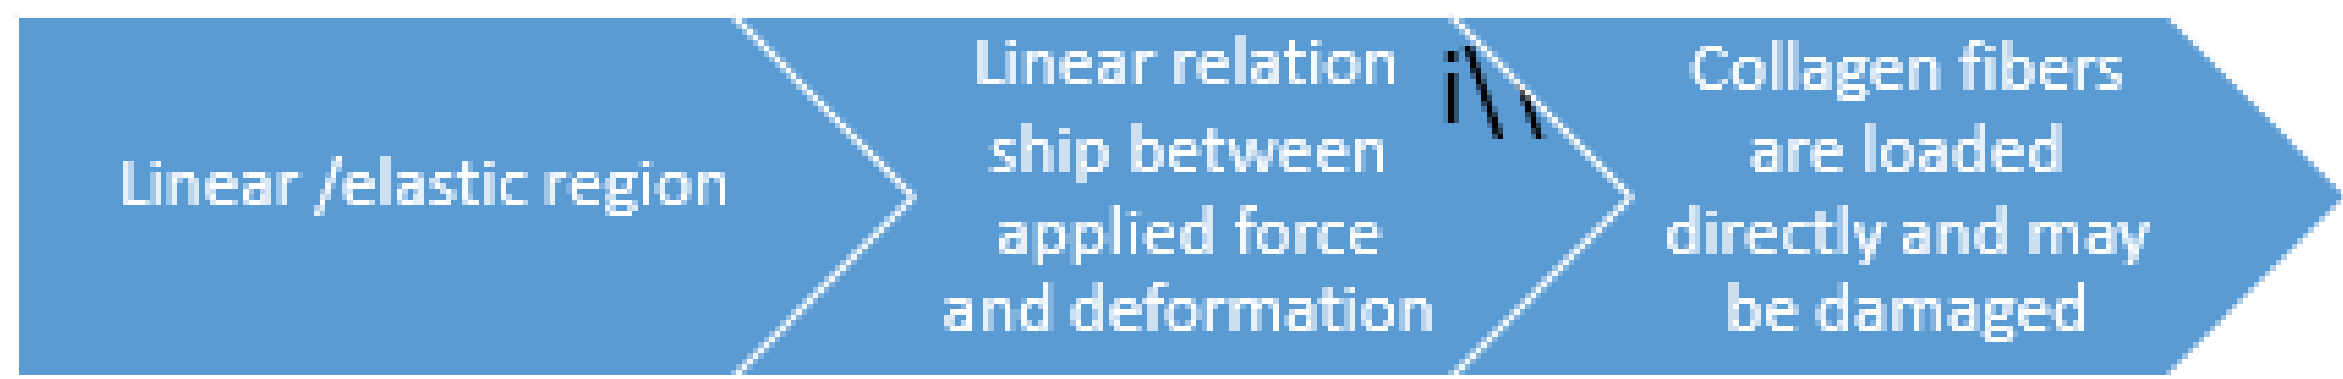 Linear /elastic region
Linear relation
ship between
applied force
and deformation
i\\
Collagen fibers
are loaded
directly and may
be damaged